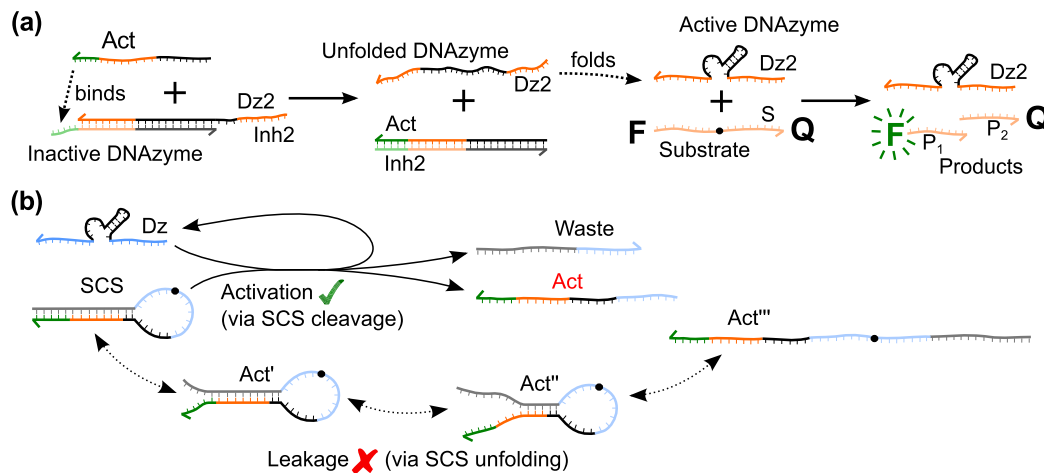 (a)
Act
binds
+
Dz2
Inh2
Inactive DNAzyme
Unfolded DNAzyme
Dz2
+
Act
Inh2
folds
Active DNAzyme
Dz2
+
F
S
Q
Substrate
Dz2
F
P1
P2
Q
Products
(b)
Dz
SCS
Activation ✓
(via SCS cleavage)
Waste
Act
Act'
Act''
Act'''
Leakage ✗ (via SCS unfolding)